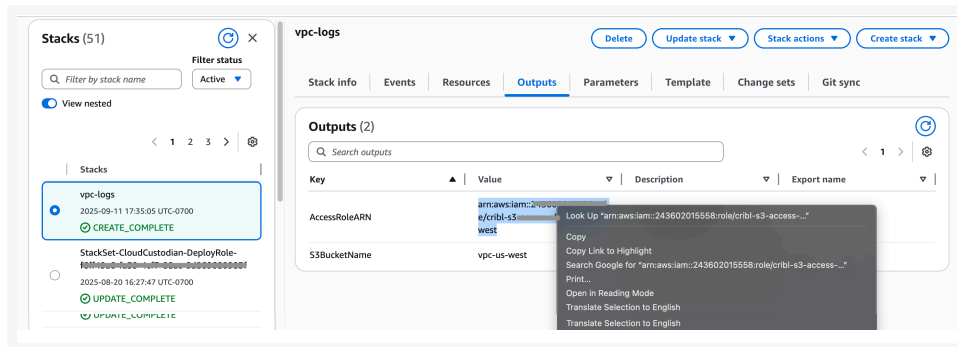 Stacks (51)
Filter status
Filter by stack name
Active
View nested
1 2 3
Stacks
vpc-logs
2025-09-11 17:35:05 UTC-0700
CREATE_COMPLETE
StackSet-CloudCustodian-DeployRole-
2025-08-20 16:27:47 UTC-0700
UPDATE_COMPLETE
UPDATE_COMPLETE
vpc-logs
Delete
Update stack
Stack actions
Create stack
Stack info
Events
Resources
Outputs
Parameters
Template
Change sets
Git sync
Outputs (2)
Search outputs
1
Key
Value
Description
Export name
AccessRoleARN
arn:aws:iam::
e/cribl-s3
west
S3BucketName
vpc-us-west
Look Up “arn:aws:iam::243602015558:role/cribl-s3-access-...”
Copy
Copy Link to Highlight
Search Google for “arn:aws:iam::243602015558:role/cribl-s3-access-...”
Print...
Open in Reading Mode
Translate Selection to English
Translate Selection to English